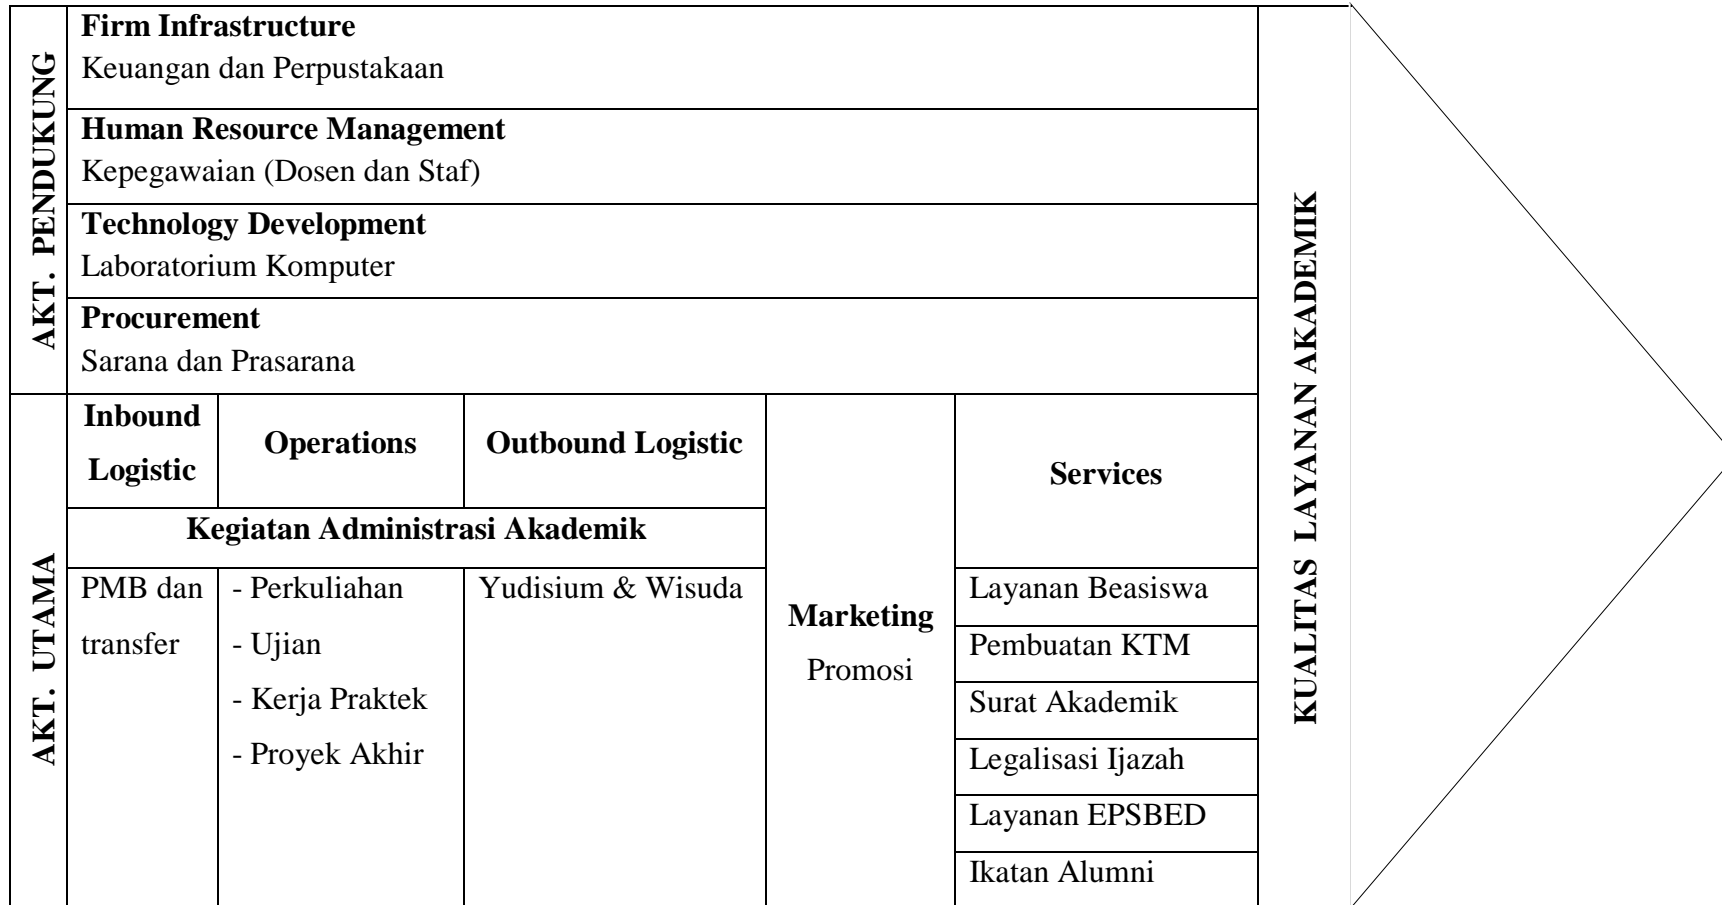 AKT. PENDUKUNG
Firm Infrastructure
Keuangan dan Perpustakaan
Human Resource Management
Kepegawaian (Dosen dan Staf)
Technology Development
Laboratorium Komputer
Procurement
Sarana dan Prasarana
AKT. UTAMA
Inbound
Logistic
Operations
Outbound Logistic
Kegiatan Administrasi Akademik
PMB dan
transfer
- Perkuliahan
- Ujian
- Kerja Praktek
- Proyek Akhir
Yudisium & Wisuda
Marketing
Promosi
Services
Layanan Beasiswa
Pembuatan KTM
Surat Akademik
Legalisasi Ijazah
Layanan EPSBED
Ikatan Alumni
KUALITAS LAYANAN AKADEMIK